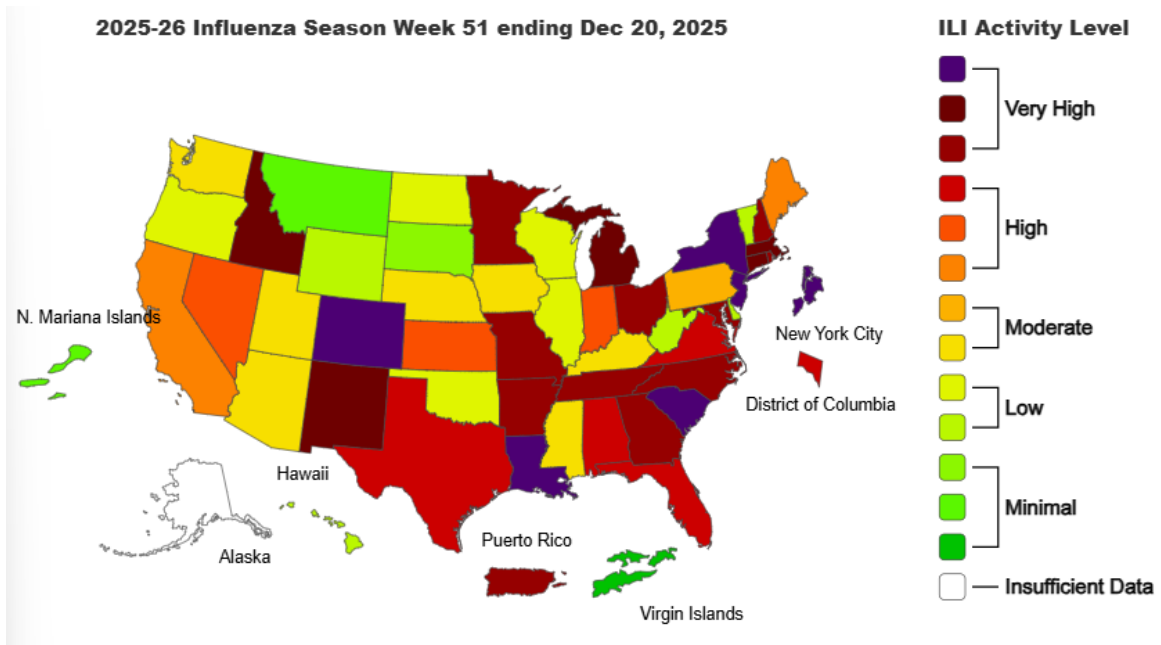 2025-26 Influenza Season Week 51 ending Dec 20, 2025
ILI Activity Level
Very High
High
Moderate
Low
Minimal
Insufficient Data
N. Mariana Islands
New York City
District of Columbia
Hawaii
Alaska
Puerto Rico
Virgin Islands